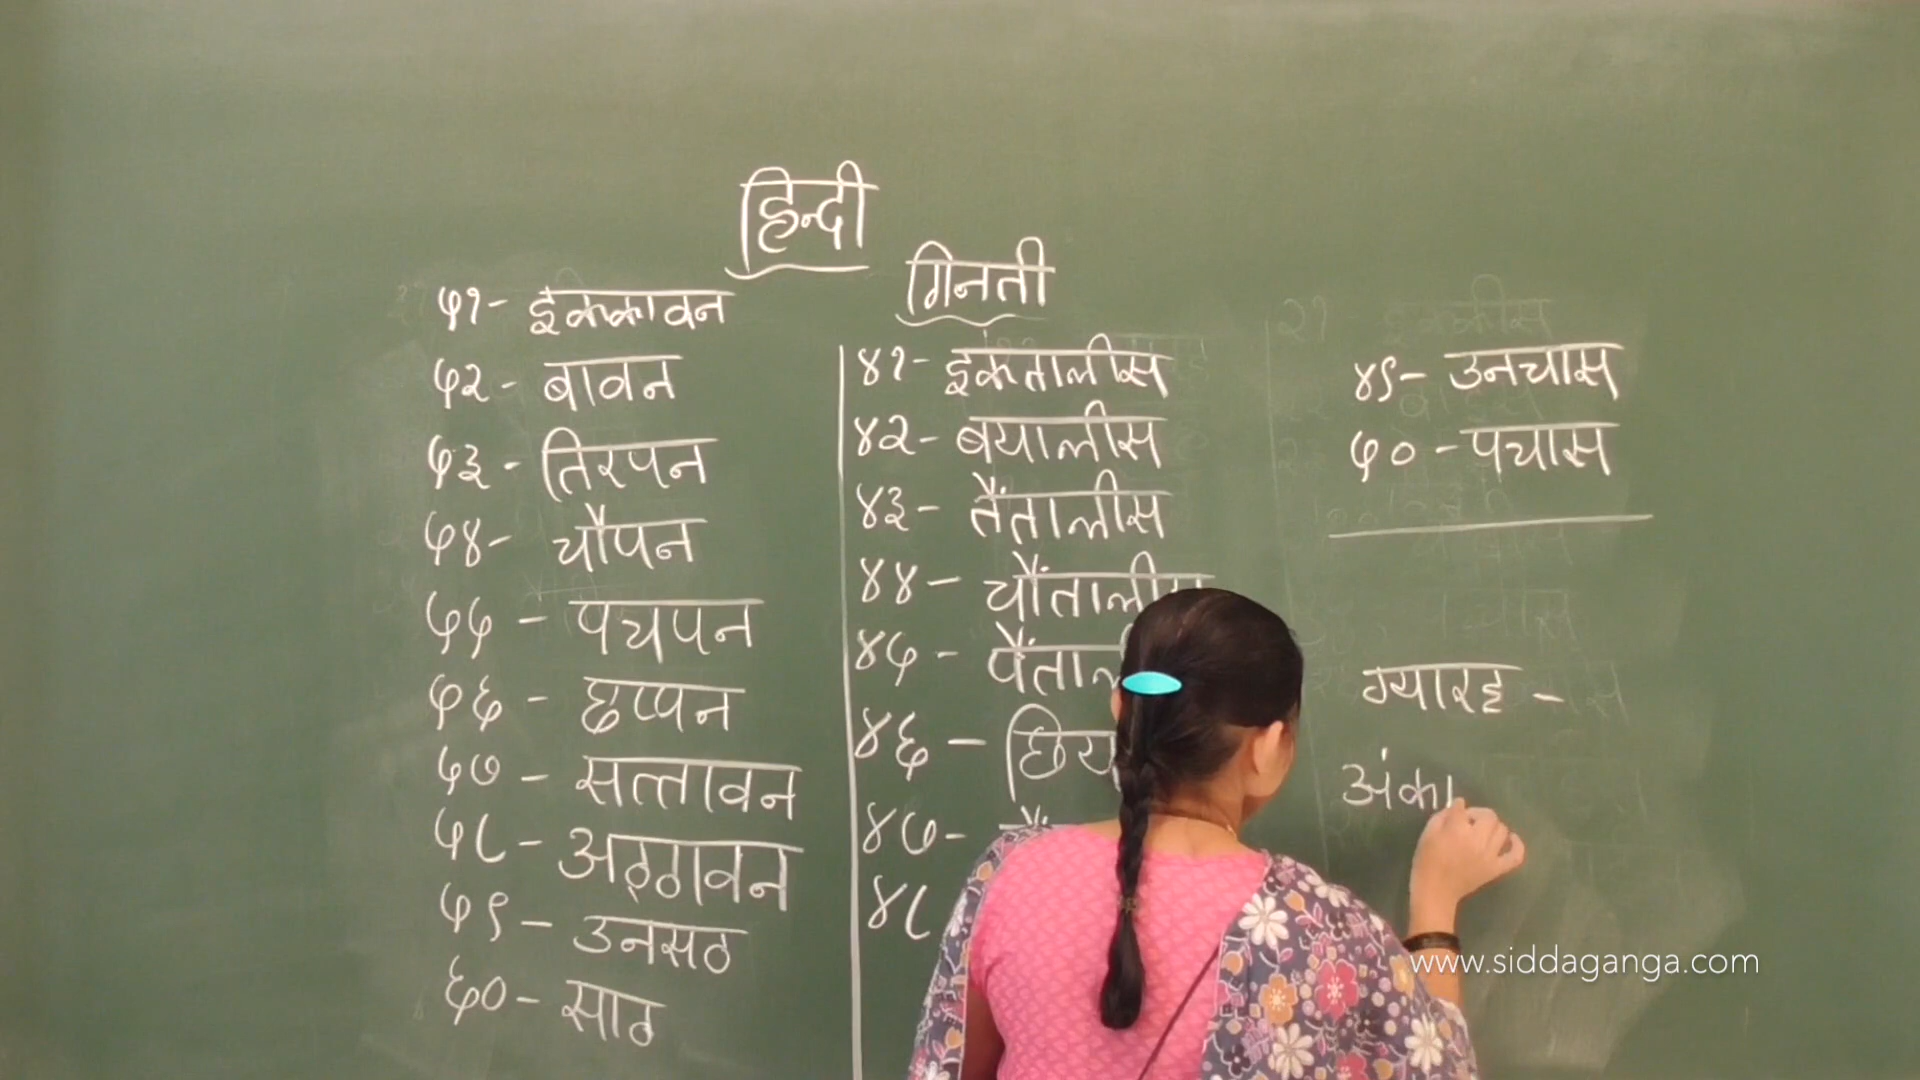 हिन्दी
गिनती
५१- इक्कावन
५२- बावन
५३- तिरपन
५४- चौपन
५५- पचपन
५६- छप्पन
५७- सत्तावन
५८- अठ्ठावन
५९- उनसठ
६०- साठ
४१- इकतालीस
४२- बयालीस
४३- तैंतालीस
४४-
४५-
४६-
४७-
४८
४९- उनचास
५०- पचास
ग्यारह -
अंका
www.siddaganga.com